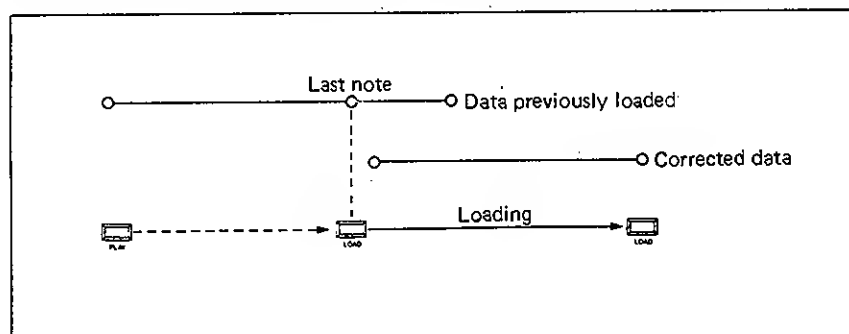 Last note
Data previously loaded
Corrected data
Loading
PLAY
LOAD
LOAD